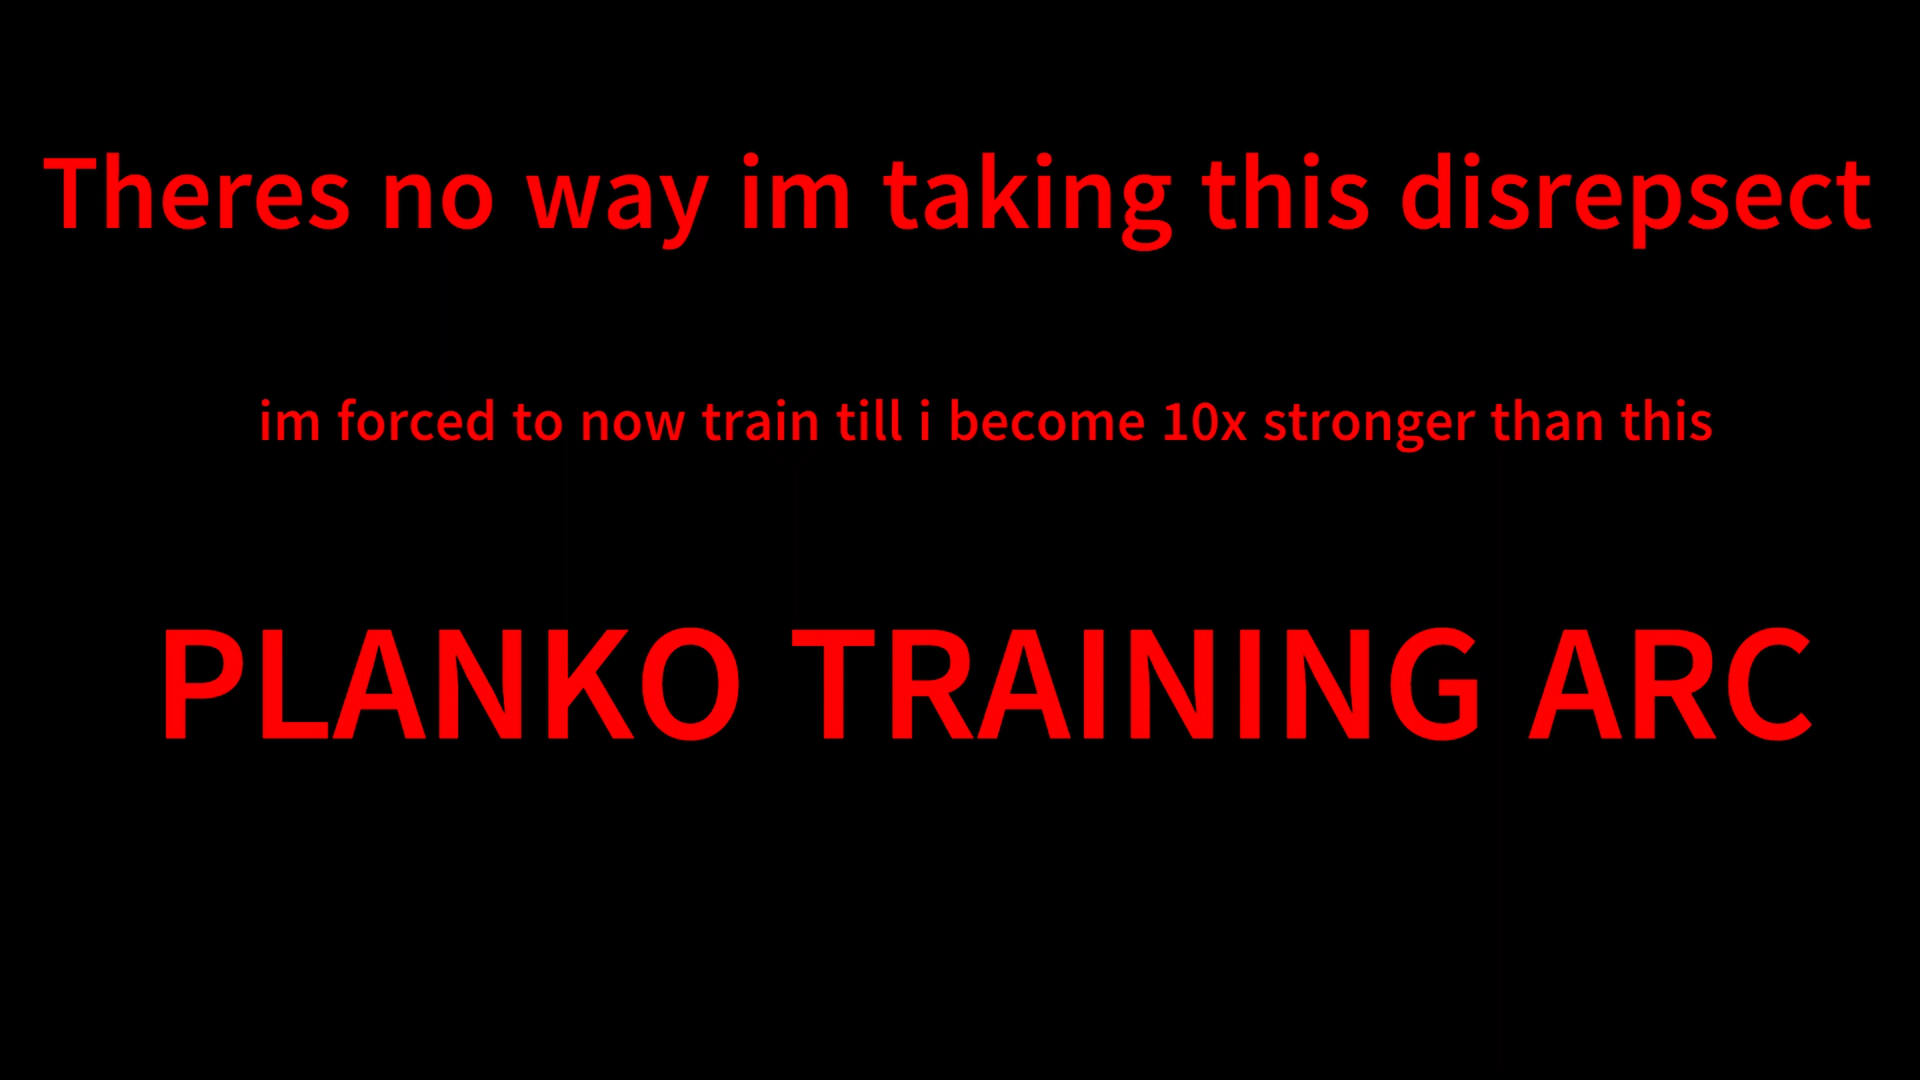 Theres no way im taking this disrepsect
im forced to now train till i become 10x stronger than this
PLANKO TRAINING ARC